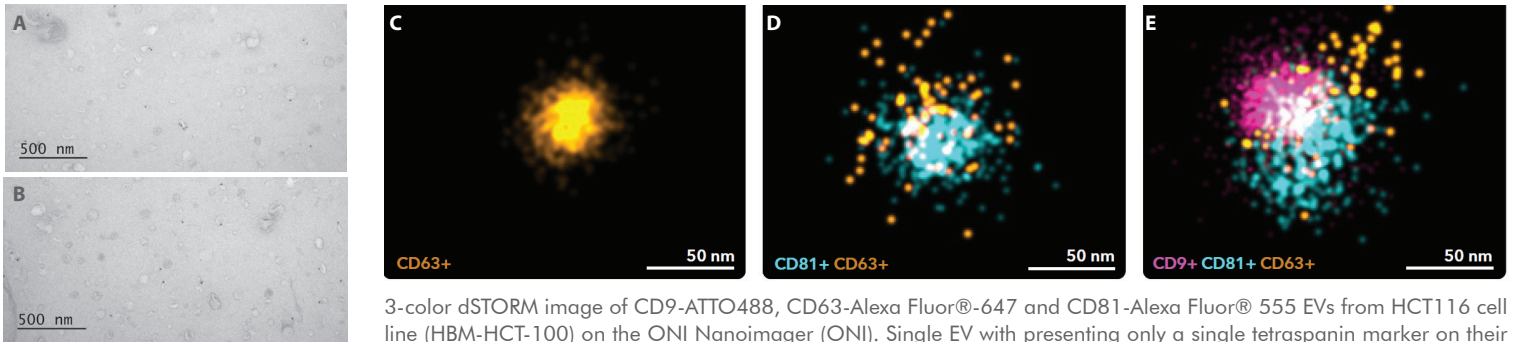 A
500 nm
B
500 nm
C
CD63+
50 nm
D
CD81+ CD63+
50 nm
E
CD9+ CD81+ CD63+
50 nm
3-color dSTORM image of CD9-ATTO488, CD63-Alexa Fluor®-647 and CD81-Alexa Fluor® 555 EVs from HCT116 cell
line (HBM-HCT-100) on the ONI Nanoimager (ONI). Single EV with presenting only a single tetraspanin marker on their